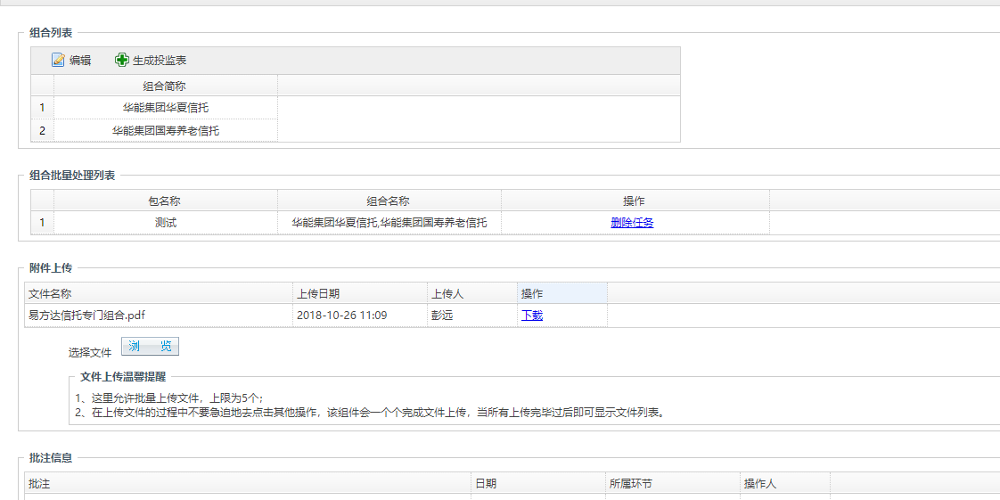 组合列表
编辑 生成投监表
组合简称
1 华能集团华夏信托
2 华能集团国寿养老信托
组合批量处理列表
包名称 组合名称 操作
1 测试 华能集团华夏信托,华能集团国寿养老信托 删除任务
附件上传
文件名称 上传日期 上传人 操作
易方达信托专门组合.pdf 2018-10-26 11:09 彭远 下载
选择文件 浏 览
文件上传温馨提醒
1、这里允许批量上传文件，上限为5个；
2、在上传文件的过程中不要急迫地去点击其他操作，该组件会一个个完成文件上传，当所有上传完毕过后即可显示文件列表。
批注信息
批注 日期 所属环节 操作人